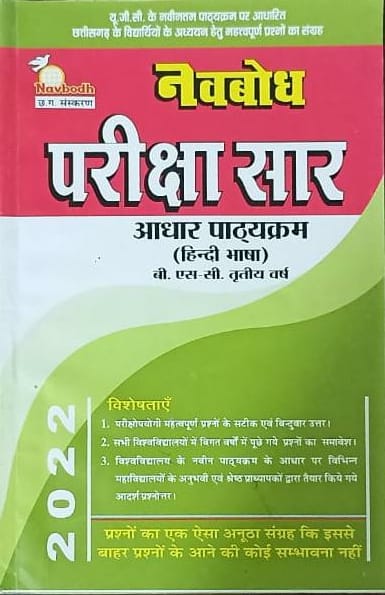 यू.जी.सी. के नवीनतम पाठ्यक्रम पर आधारित
छत्तीसगढ़ के विद्यार्थियों के अध्ययन हेतु महत्वपूर्ण प्रश्नों का संग्रह
Navbodh
छ.ग. संस्करण
नवबोध
परीक्षा सार
आधार पाठ्यक्रम
(हिन्दी भाषा)
बी. एस-सी. तृतीय वर्ष
2022
विशेषताएँ
1. परीक्षोपयोगी महत्वपूर्ण प्रश्नों के सटीक एवं बिन्दुवार उत्तर।
2. सभी विश्वविद्यालयों में विगत वर्षों में पूछे गये प्रश्नों का समावेश।
3. विश्वविद्यालय के नवीन पाठ्यक्रम के आधार पर विभिन्न
महाविद्यालयों के अनुभवी एवं श्रेष्ठ प्राध्यापकों द्वारा तैयार किये गये
आदर्श प्रश्नोत्तर।
प्रश्नों का एक ऐसा अनूठा संग्रह कि इससे
बाहर प्रश्नों के आने की कोई सम्भावना नहीं